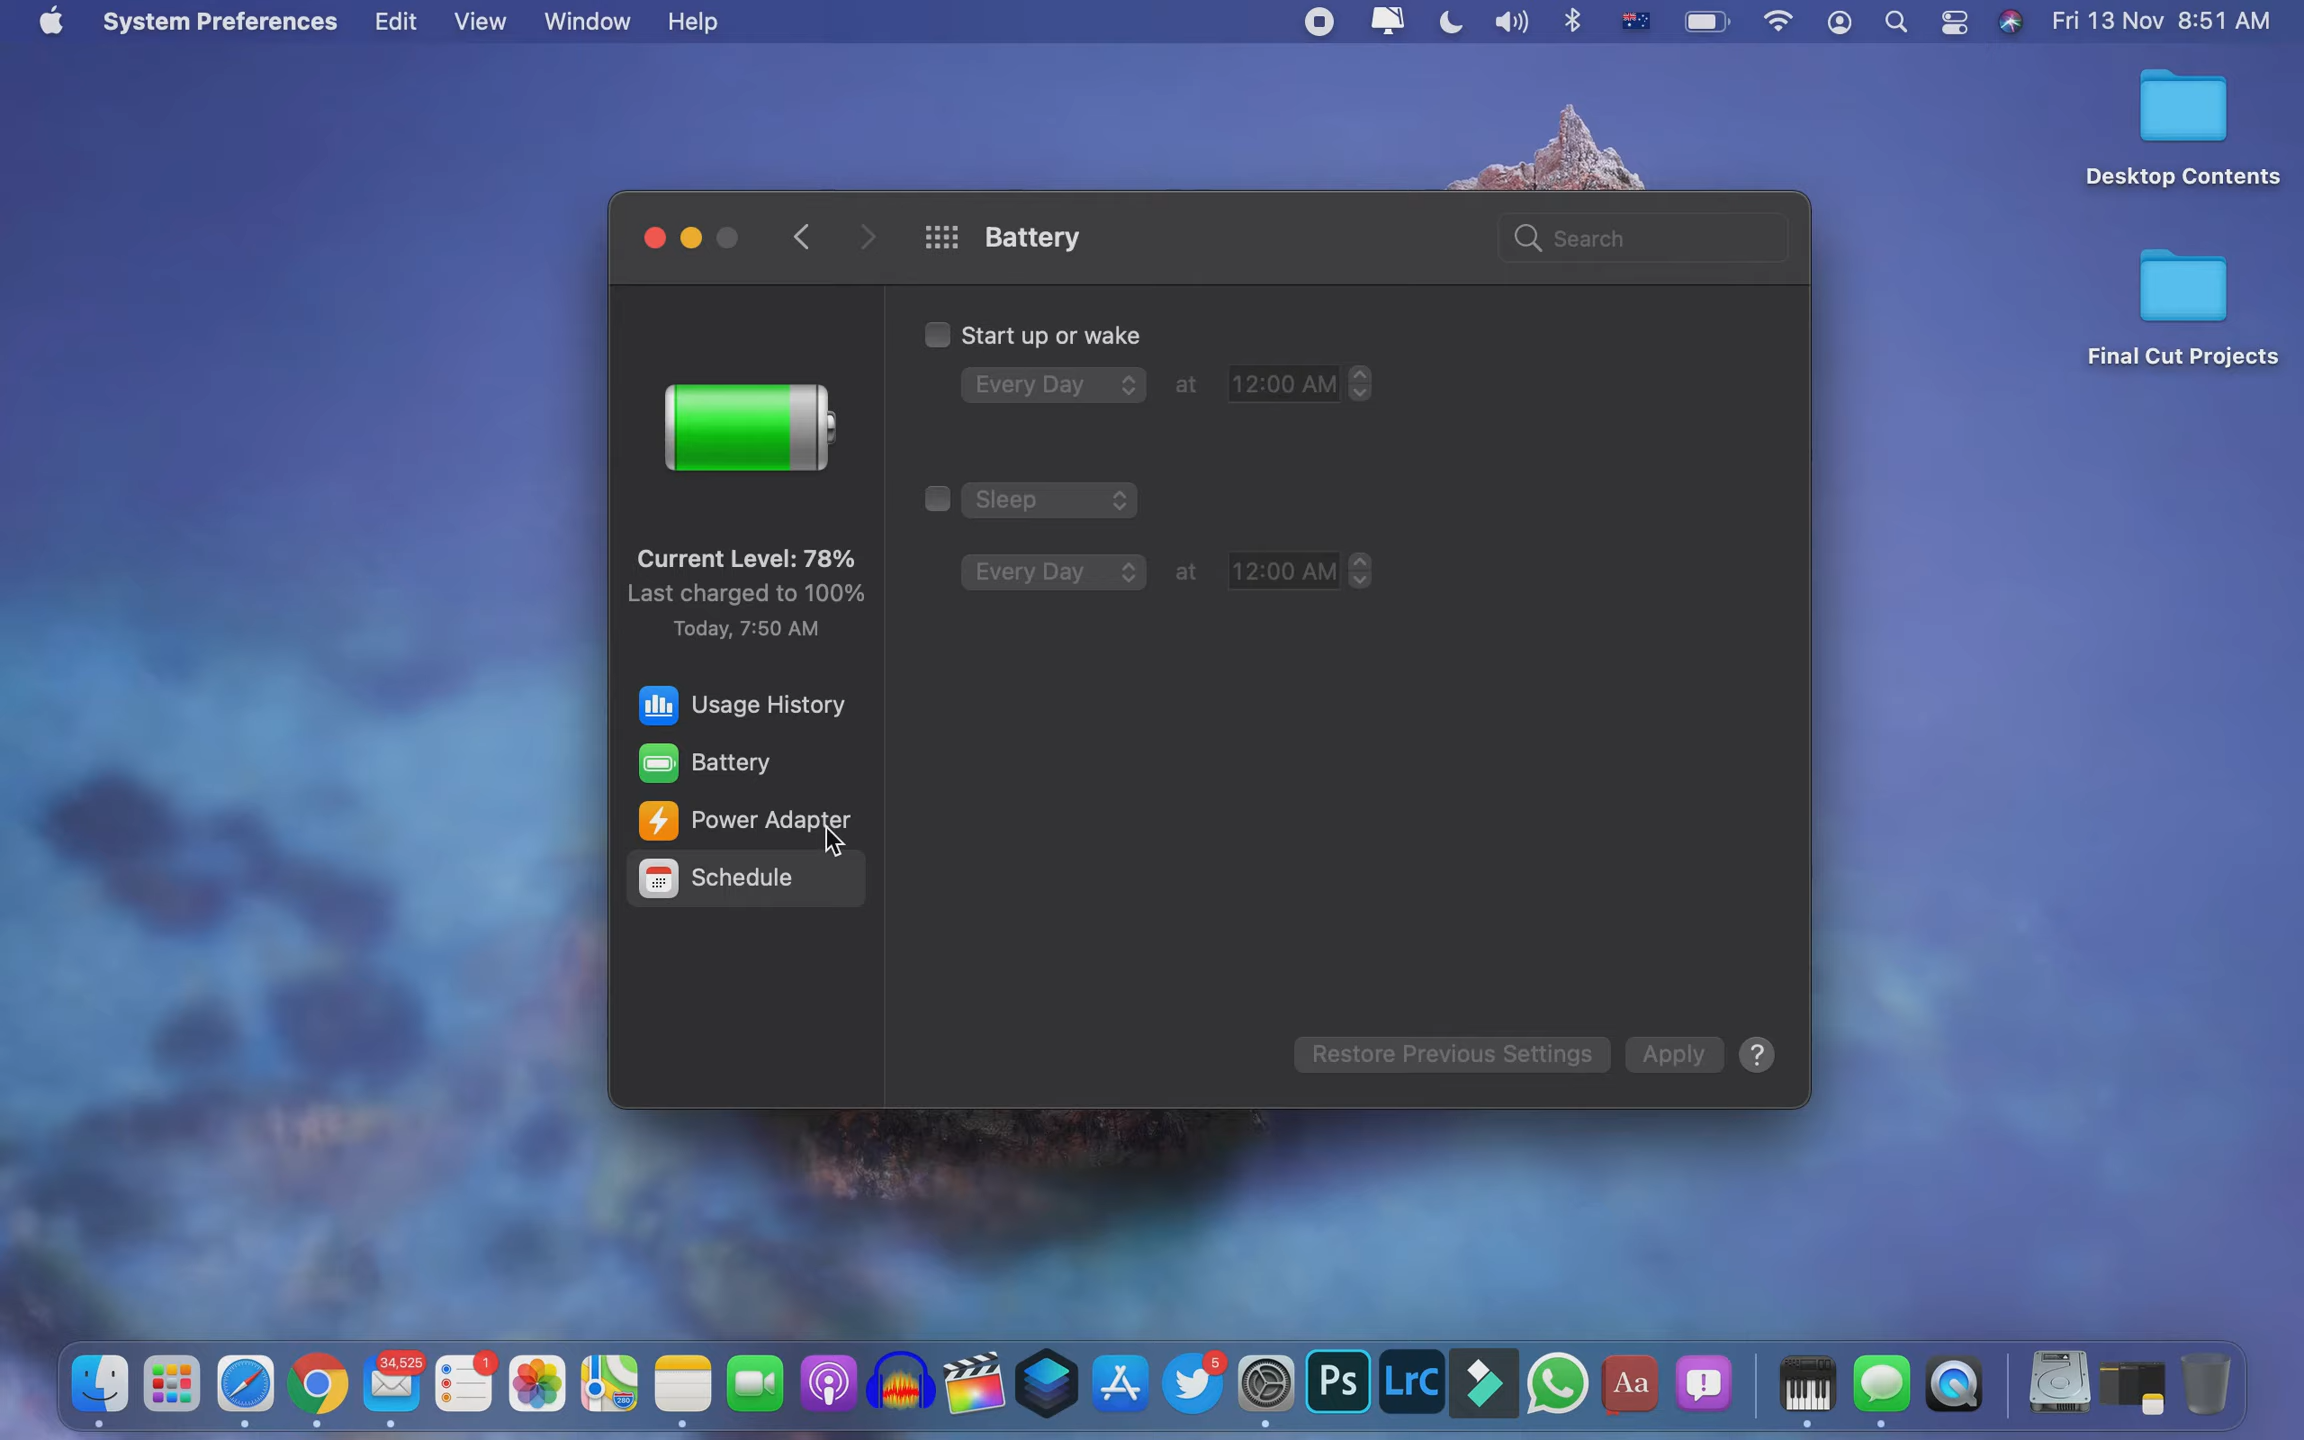 System Preferences Edit View Window Help Fri 13 Nov 8:51 AM
Desktop Contents
Final Cut Projects
Battery
Search
Start up or wake
Every Day at 12:00 AM
Sleep
Every Day at 12:00 AM
Current Level: 78%
Last charged to 100%
Today, 7:50 AM
Usage History
Battery
Power Adapter
Schedule
Restore Previous Settings Apply ?
34,525 1 280 5 Ps LrC Aa